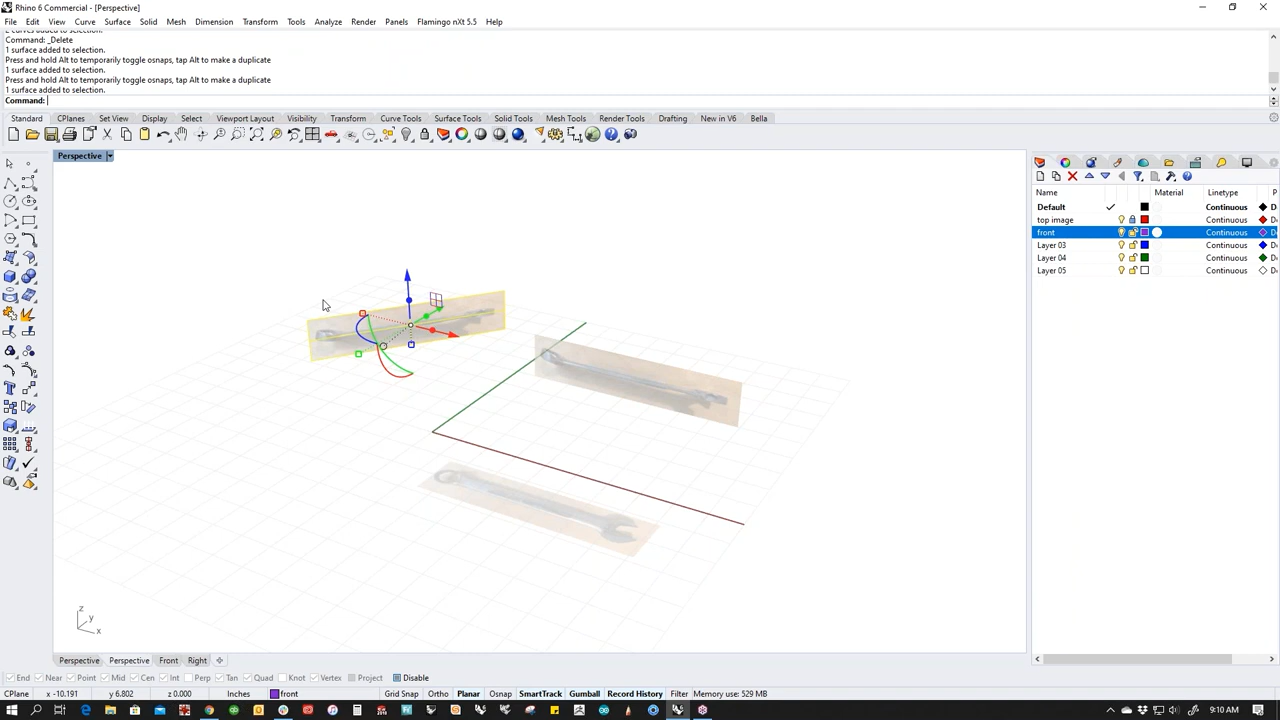 Rhino 6 Commercial - [Perspective]
File Edit View Curve Surface Solid Mesh Dimension Transform Tools Analyze Render Panels Flamingo nXt 5.5 Help
2 curves added to selection.
Command: _Delete
1 surface added to selection.
Press and hold Alt to temporarily toggle osnaps, tap Alt to make a duplicate
1 surface added to selection.
Press and hold Alt to temporarily toggle osnaps, tap Alt to make a duplicate
1 surface added to selection.
Command:
Standard CPlanes Set View Display Select Viewport Layout Visibility Transform Curve Tools Surface Tools Solid Tools Mesh Tools Render Tools Drafting New in V6 Bella
Perspective
Name Material Linetype P
Default Continuous D
top image Continuous D
front Continuous D
Layer 03 Continuous D
Layer 04 Continuous D
Layer 05 Continuous D
z
y
x
Perspective Perspective Front Right
End Near Point Mid Cen Int Perp Tan Quad Knot Vertex Project Disable
CPlane x -10.191 y 6.802 z 0.000 Inches front Grid Snap Ortho Planar Osnap SmartTrack Gumball Record History Filter Memory use: 529 MB
9:10 AM